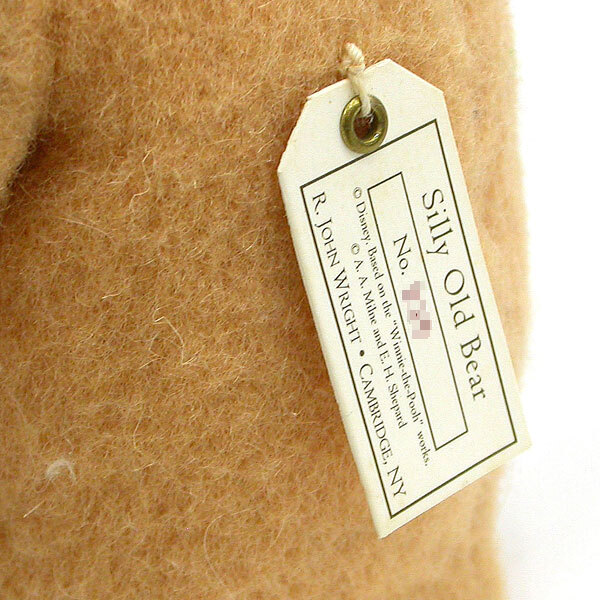 Silly Old Bear
No.
© Disney. Based on the "Winnie-the-Pooh" works.
© A. A. Milne and E. H. Shepard
R. JOHN WRIGHT • CAMBRIDGE, NY